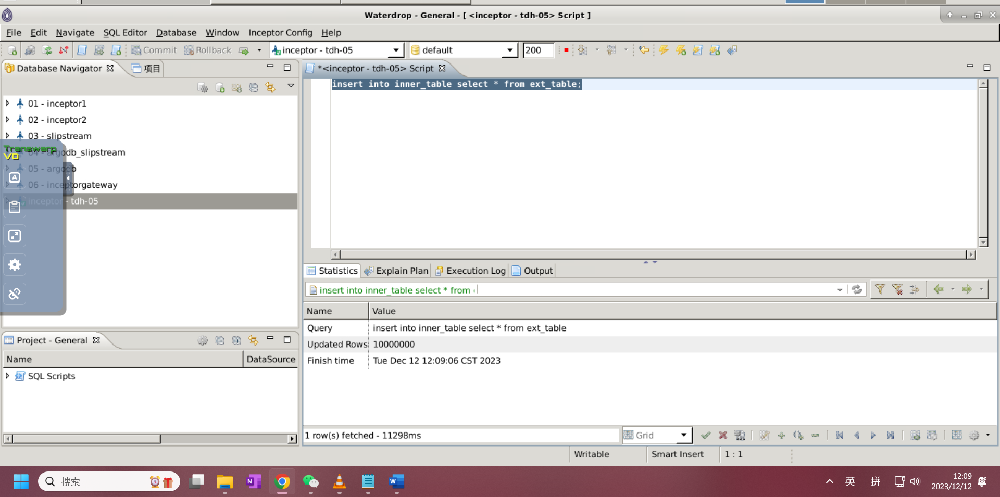 Waterdrop - General - [ <inceptor - tdh-05> Script ]
File Edit Navigate SQL Editor Database Window Inceptor Config Help
Commit Rollback inceptor - tdh-05 default 200
Database Navigator 项目
01 - inceptor1
02 - inceptor2
03 - slipstream
04 - argodb_slipstream
05 - argodb
06 - inceptorgateway
inceptor - tdh-05
Transwarp
VD
A
Project - General
Name DataSource
SQL Scripts
*<inceptor - tdh-05> Script
insert into inner_table select * from ext_table;
Statistics Explain Plan Execution Log Output
insert into inner_table select * from
Name Value
Query insert into inner_table select * from ext_table
Updated Rows 10000000
Finish time Tue Dec 12 12:09:06 CST 2023
1 row(s) fetched - 11298ms Grid
Writable Smart Insert 1 : 1
搜索 英 拼 12:09
2023/12/12